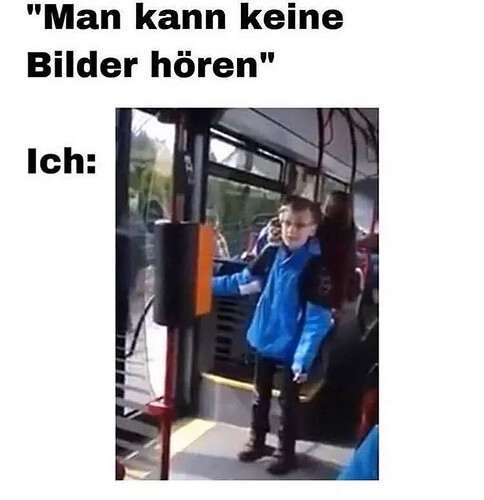 "Man kann keine
Bilder hören"
Ich: